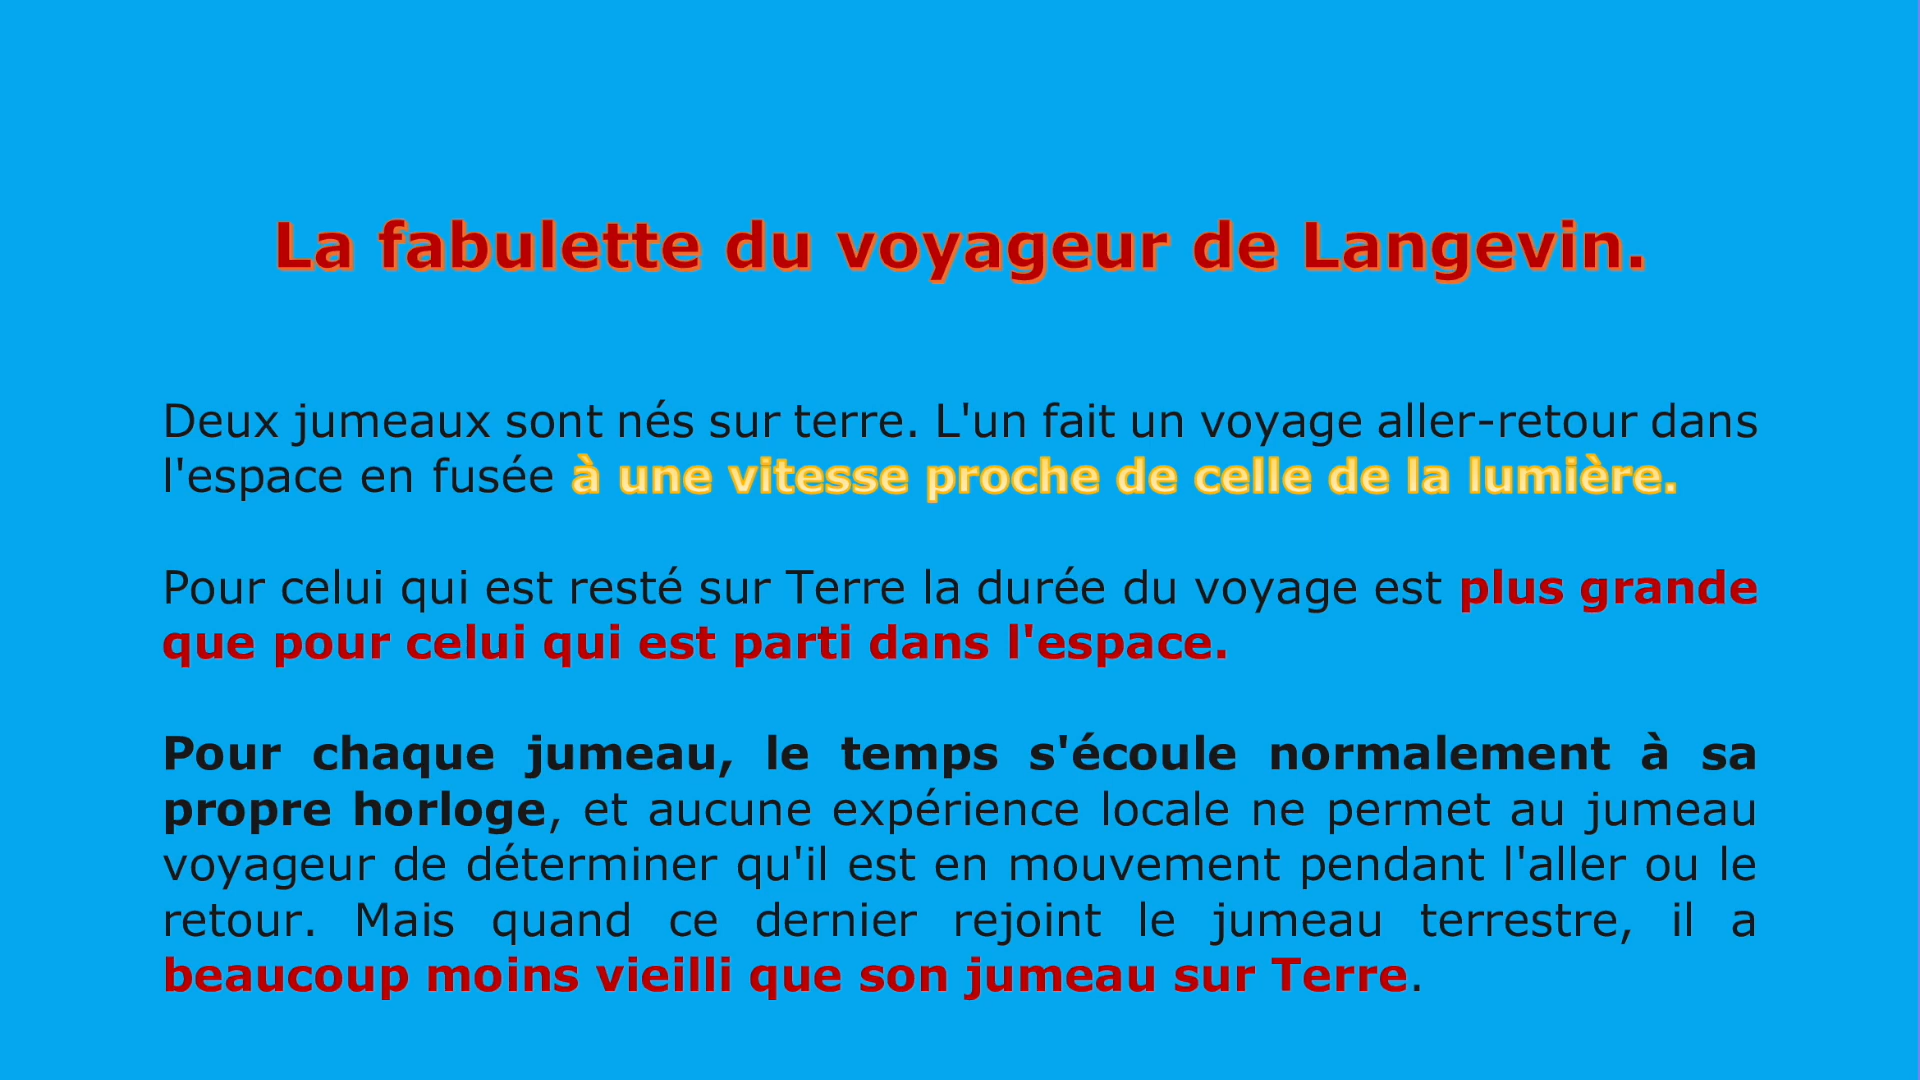 La fabulette du voyageur de Langevin.
Deux jumeaux sont nés sur terre. L'un fait un voyage aller-retour dans
l'espace en fusée à une vitesse proche de celle de la lumière.
Pour celui qui est resté sur Terre la durée du voyage est plus grande
que pour celui qui est parti dans l'espace.
Pour chaque jumeau, le temps s'écoule normalement à sa
propre horloge, et aucune expérience locale ne permet au jumeau
voyageur de déterminer qu'il est en mouvement pendant l'aller ou le
retour. Mais quand ce dernier rejoint le jumeau terrestre, il a
beaucoup moins vieilli que son jumeau sur Terre.